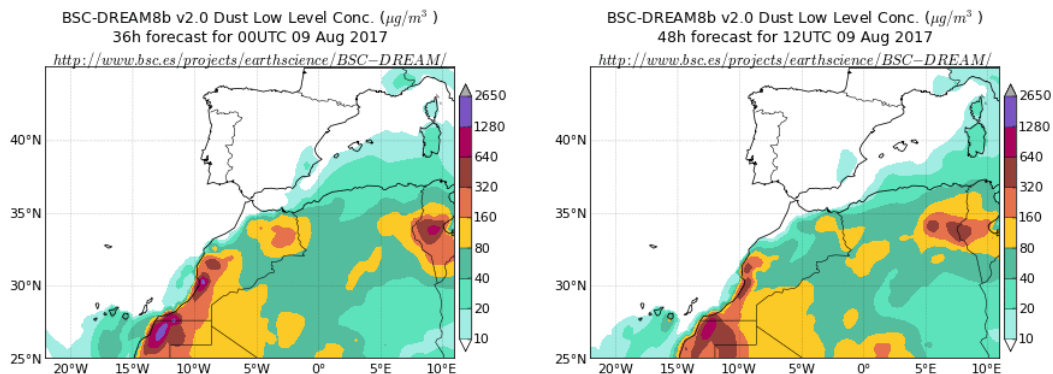 BSC-DREAM8b v2.0 Dust Low Level Conc. (μg/m³ )
36h forecast for 00UTC 09 Aug 2017
http://www.bsc.es/projects/earthscience/BSC−DREAM/
40°N
35°N
30°N
25°N
20°W 15°W 10°W 5°W 0°E 5°E 10°E
2650
1280
640
320
160
80
40
20
10
BSC-DREAM8b v2.0 Dust Low Level Conc. (μg/m³ )
48h forecast for 12UTC 09 Aug 2017
http://www.bsc.es/projects/earthscience/BSC−DREAM/
40°N
35°N
30°N
25°N
20°W 15°W 10°W 5°W 0°E 5°E 10°E
2650
1280
640
320
160
80
40
20
10